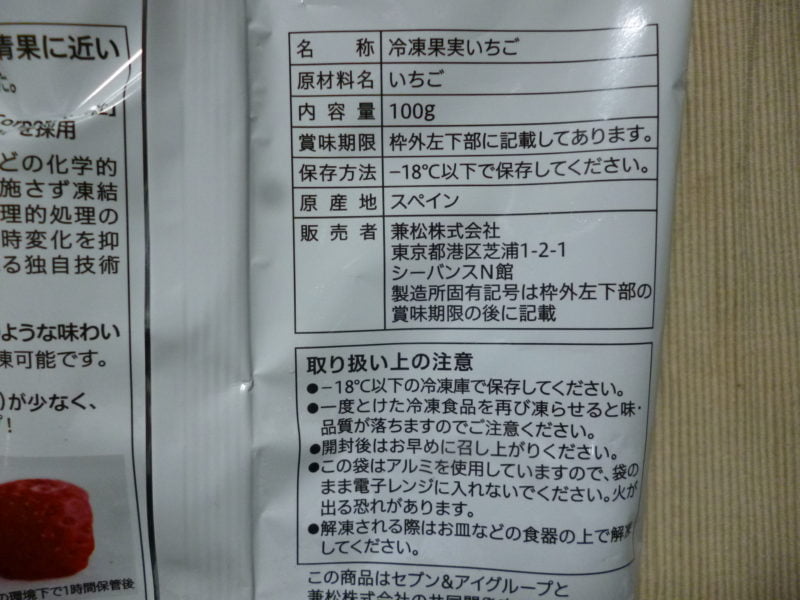 青果に近い
た。
を採用
どの化学的
施さず凍結
理的処理の
時変化を抑
る独自技術
ような味わい
凍可能です。
)が少なく、
!
の環境下で1時間保管後
名 称 冷凍果実いちご
原材料名 いちご
内容量 100g
賞味期限 枠外左下部に記載してあります。
保存方法 −18℃以下で保存してください。
原産地 スペイン
販売者 兼松株式会社
東京都港区芝浦1-2-1
シーバンスN館
製造所固有記号は枠外左下部の
賞味期限の後に記載
取り扱い上の注意
●−18℃以下の冷凍庫で保存してください。
●一度とけた冷凍食品を再び凍らせると味・
品質が落ちますのでご注意ください。
●開封後はお早めに召し上がりください。
●この袋はアルミを使用していますので、袋の
まま電子レンジに入れないでください。火が
出る恐れがあります。
●解凍される際はお皿などの食器の上で解凍
してください。
この商品はセブン&アイグループと